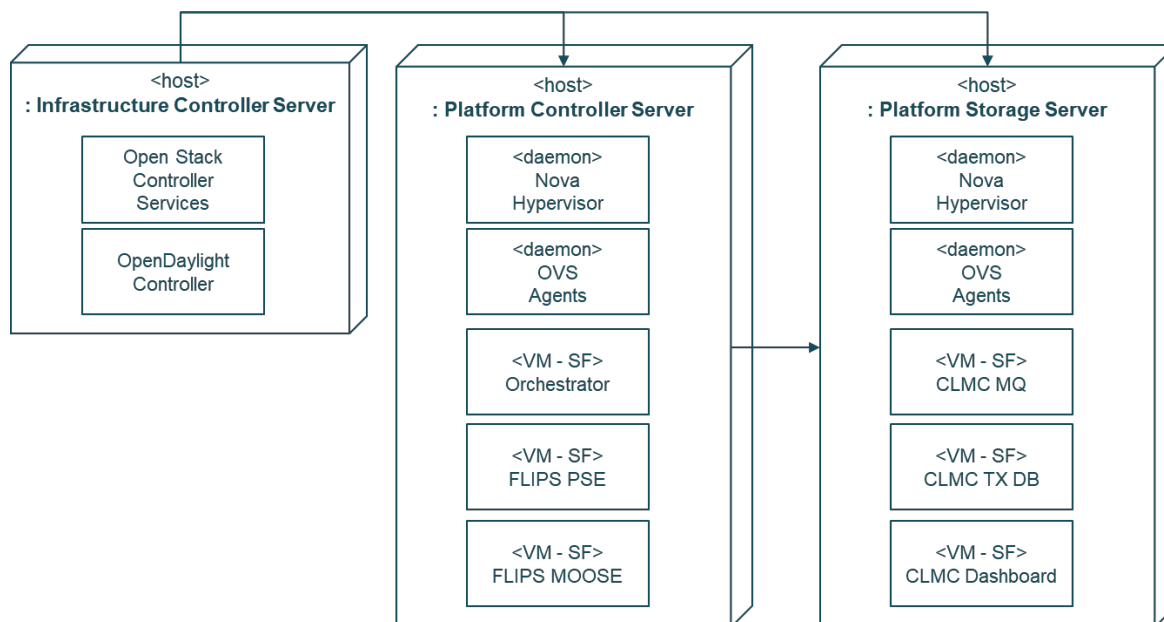 <host>
: Infrastructure Controller Server
Open Stack
Controller
Services
OpenDaylight
Controller
<host>
: Platform Controller Server
<daemon>
Nova
Hypervisor
<daemon>
OVS
Agents
<VM - SF>
Orchestrator
<VM - SF>
FLIPS PSE
<VM - SF>
FLIPS MOOSE
<host>
: Platform Storage Server
<daemon>
Nova
Hypervisor
<daemon>
OVS
Agents
<VM - SF>
CLMC MQ
<VM - SF>
CLMC TX DB
<VM - SF>
CLMC Dashboard